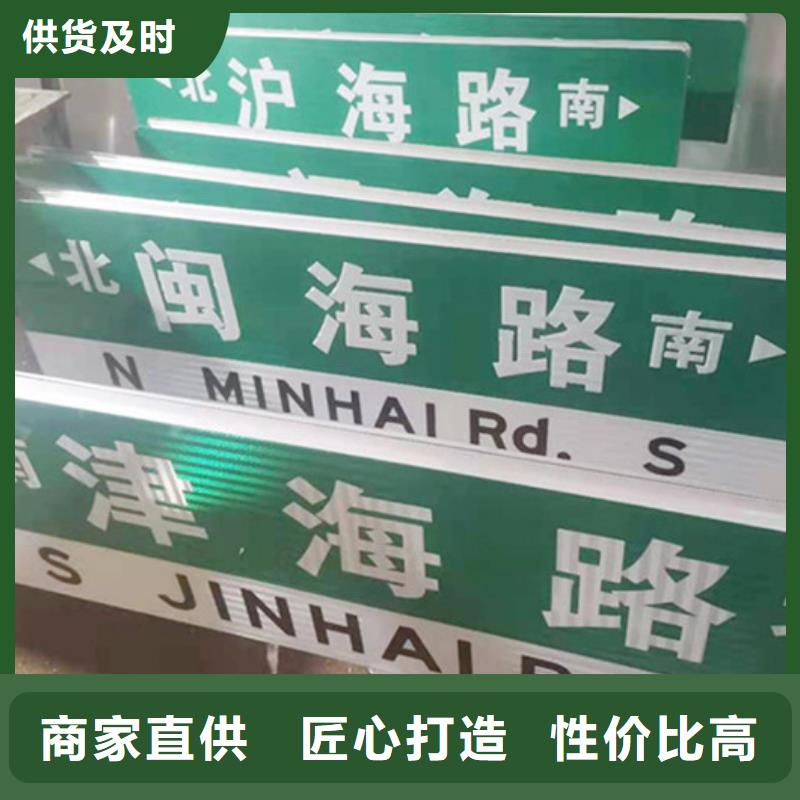 供货及时
北 沪海路 南
北 闽海路 南
N MINHAI Rd. S
南 津海路
S JINHAI
商家直供 匠心打造 性价比高